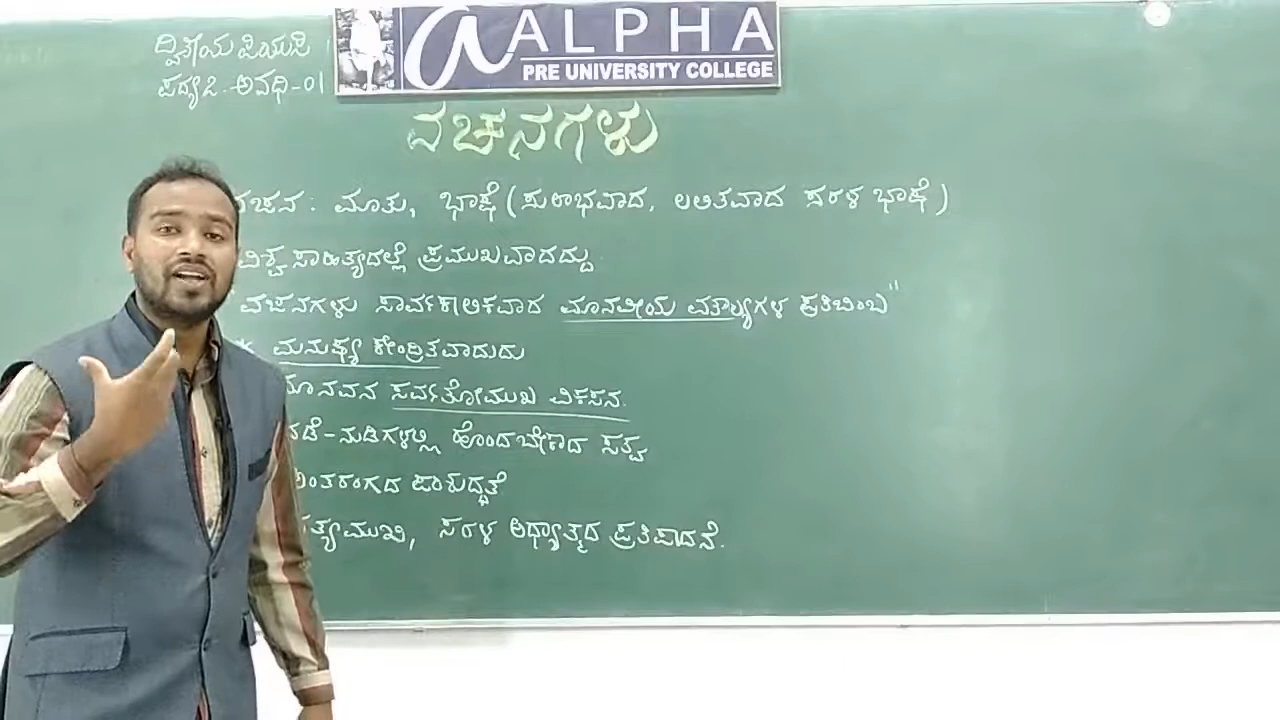 ದ್ವಿತೀಯ ಪಿಯುಸಿ
ಪದ್ಯ ೭. ಅವಧಿ-01
a ALPHA
PRE UNIVERSITY COLLEGE
ವಚನಗಳು
ವಚನ: ಮಾತು, ಭಾಷೆ (ಸುಲಭವಾದ, ಲಲಿತವಾದ ಸರಳ ಭಾಷೆ)
ವಿಶ್ವ ಸಾಹಿತ್ಯದಲ್ಲೆ ಪ್ರಮುಖವಾದದ್ದು.
"ವಚನಗಳು ಸಾರ್ವಕಾಲಿಕವಾದ ಮಾನವೀಯ ಮೌಲ್ಯಗಳ ಪ್ರತಿಬಿಂಬ"
ಮನುಷ್ಯ ಕೇಂದ್ರಿತವಾದುದು
ಮಾನವನ ಸರ್ವತೋಮುಖ ವಿಕಸನ.
ನಡೆ-ನುಡಿಗಳಲ್ಲಿ ಹೊಂದಬೇಕಾದ ಸತ್ವ
ಅಂತರಂಗದ ಪರಿಶುದ್ಧತೆ
ಸತ್ಯಮುಖಿ, ಸರಳ ಅಧ್ಯಾತ್ಮದ ಪ್ರತಿಪಾದನೆ.